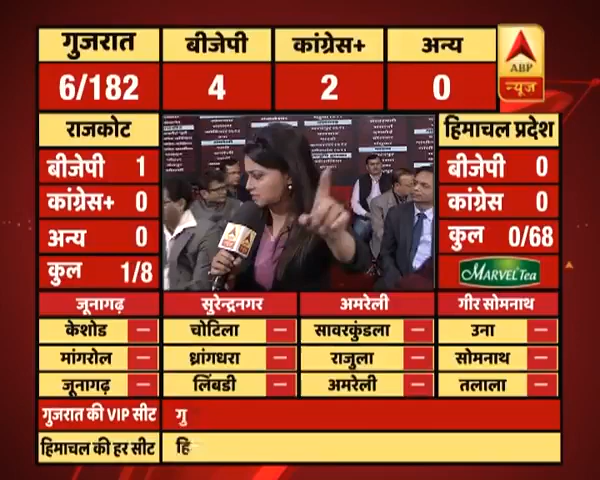 गुजरात बीजेपी कांग्रेस+ अन्य
6/182 4 2 0
ABP
न्यूज़
राजकोट
बीजेपी 1
कांग्रेस+ 0
अन्य 0
कुल 1/8
हिमाचल प्रदेश
बीजेपी 0
कांग्रेस 0
कुल 0/68
MARVEL Tea
जूनागढ़ सुरेन्द्रनगर अमरेली गीर सोमनाथ
केशोड – चोटिला – सावरकुंडला – उना –
मांगरोल – ध्रांगधरा – राजुला – सोमनाथ –
जूनागढ़ – लिंबडी – अमरेली – तलाला –
गुजरात की VIP सीट गु
हिमाचल की हर सीट हि